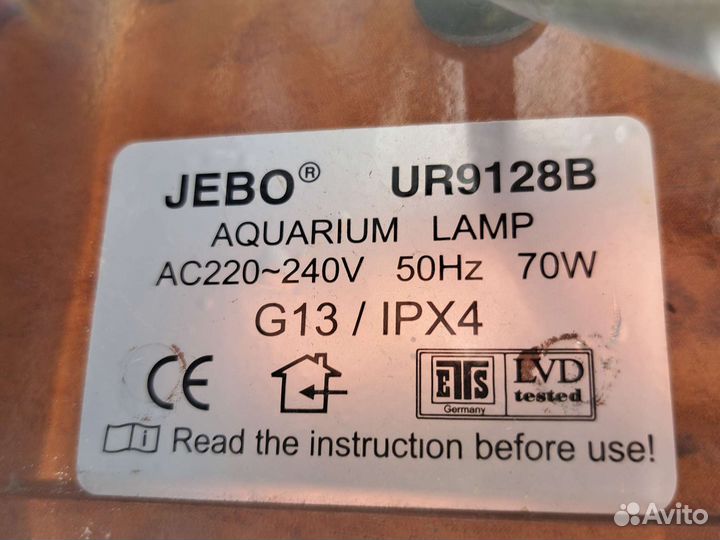 JEBO® UR9128B
AQUARIUM LAMP
AC220~240V 50Hz 70W
G13 / IPX4
CE ETS LVD
Germany tested
i Read the instruction before use!
Avito